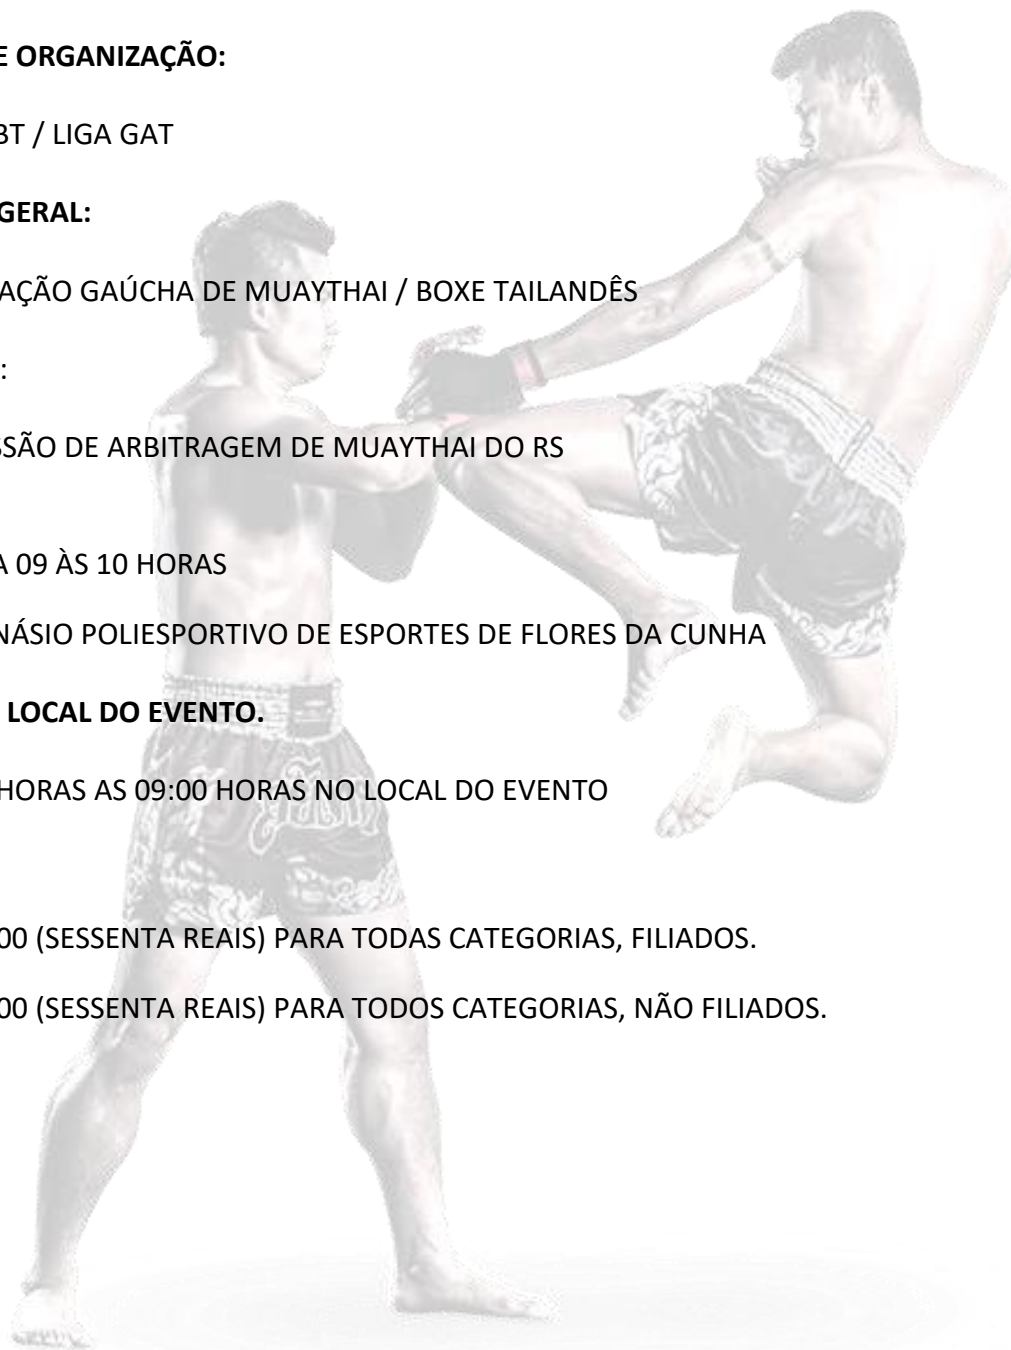 E ORGANIZAÇÃO:
BT / LIGA GAT
GERAL:
AÇÃO GAÚCHA DE MUAYTHAI / BOXE TAILANDÊS
:
SSÃO DE ARBITRAGEM DE MUAYTHAI DO RS
A 09 ÀS 10 HORAS
NÁSIO POLIESPORTIVO DE ESPORTES DE FLORES DA CUNHA
LOCAL DO EVENTO.
HORAS AS 09:00 HORAS NO LOCAL DO EVENTO
00 (SESSENTA REAIS) PARA TODAS CATEGORIAS, FILIADOS.
00 (SESSENTA REAIS) PARA TODOS CATEGORIAS, NÃO FILIADOS.